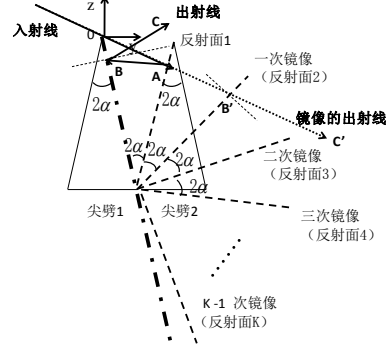 z
C
出射线
入射线
0
反射面1
B
A
一次镜像
（反射面2）
2α
2α
B'
镜像的出射线
C'
2α
2α
2α
2α
二次镜像
（反射面3）
尖劈1
尖劈2
三次镜像
（反射面4）
K -1 次镜像
（反射面K）